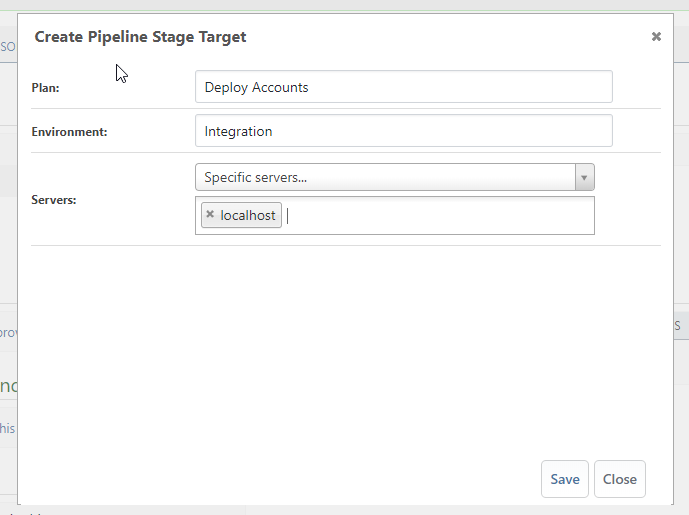 Create Pipeline Stage Target
Plan: Deploy Accounts
Environment: Integration
Specific servers...
Servers:
localhost
Save Close
SO
prov
S
nd
his